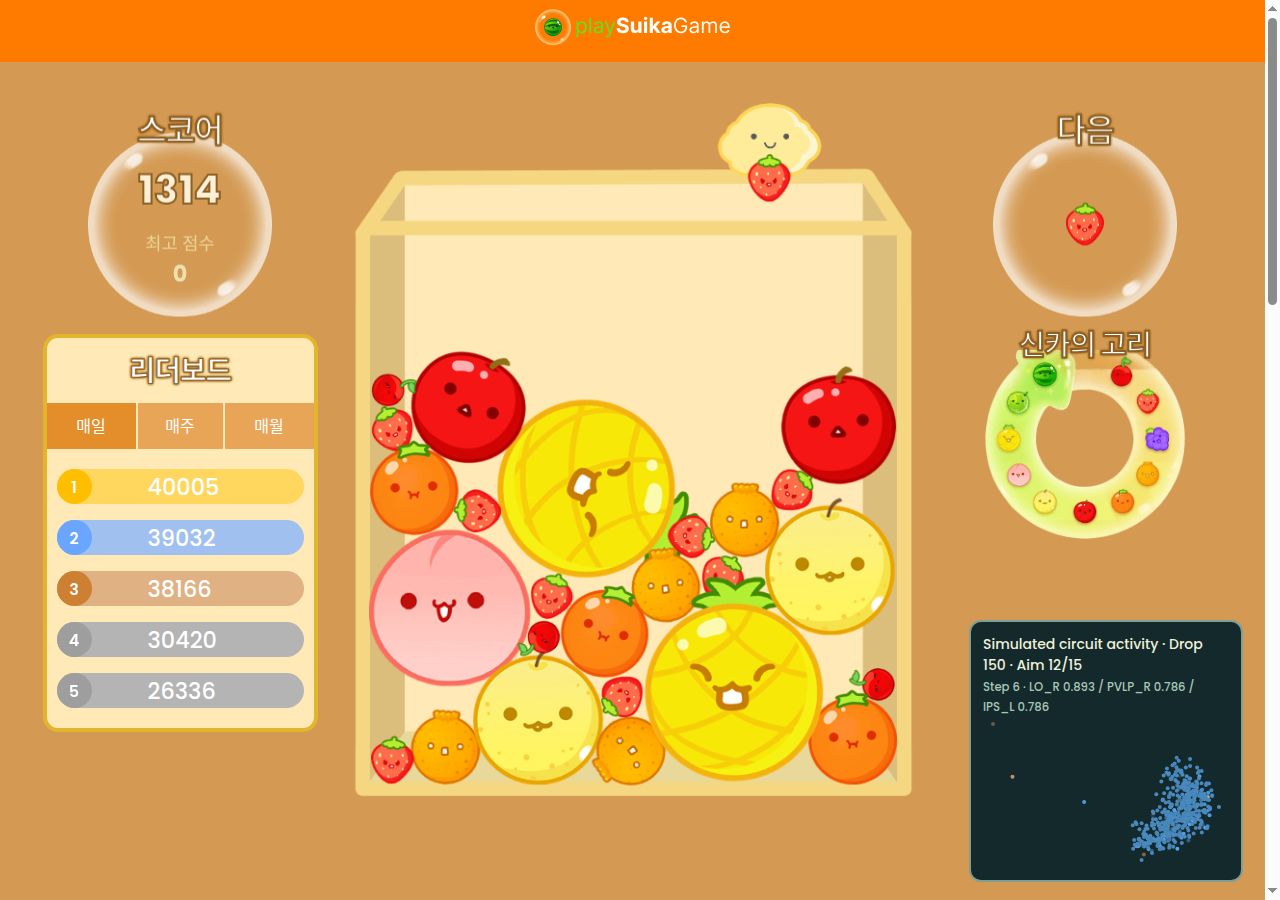 playSuikaGame
스코어
1314
최고 점수
0
다음
리더보드
매일 매주 매월
1 40005
2 39032
3 38166
4 30420
5 26336
신카의 고리
Simulated circuit activity · Drop
150 · Aim 12/15
Step 6 · LO_R 0.893 / PVLP_R 0.786 /
IPS_L 0.786